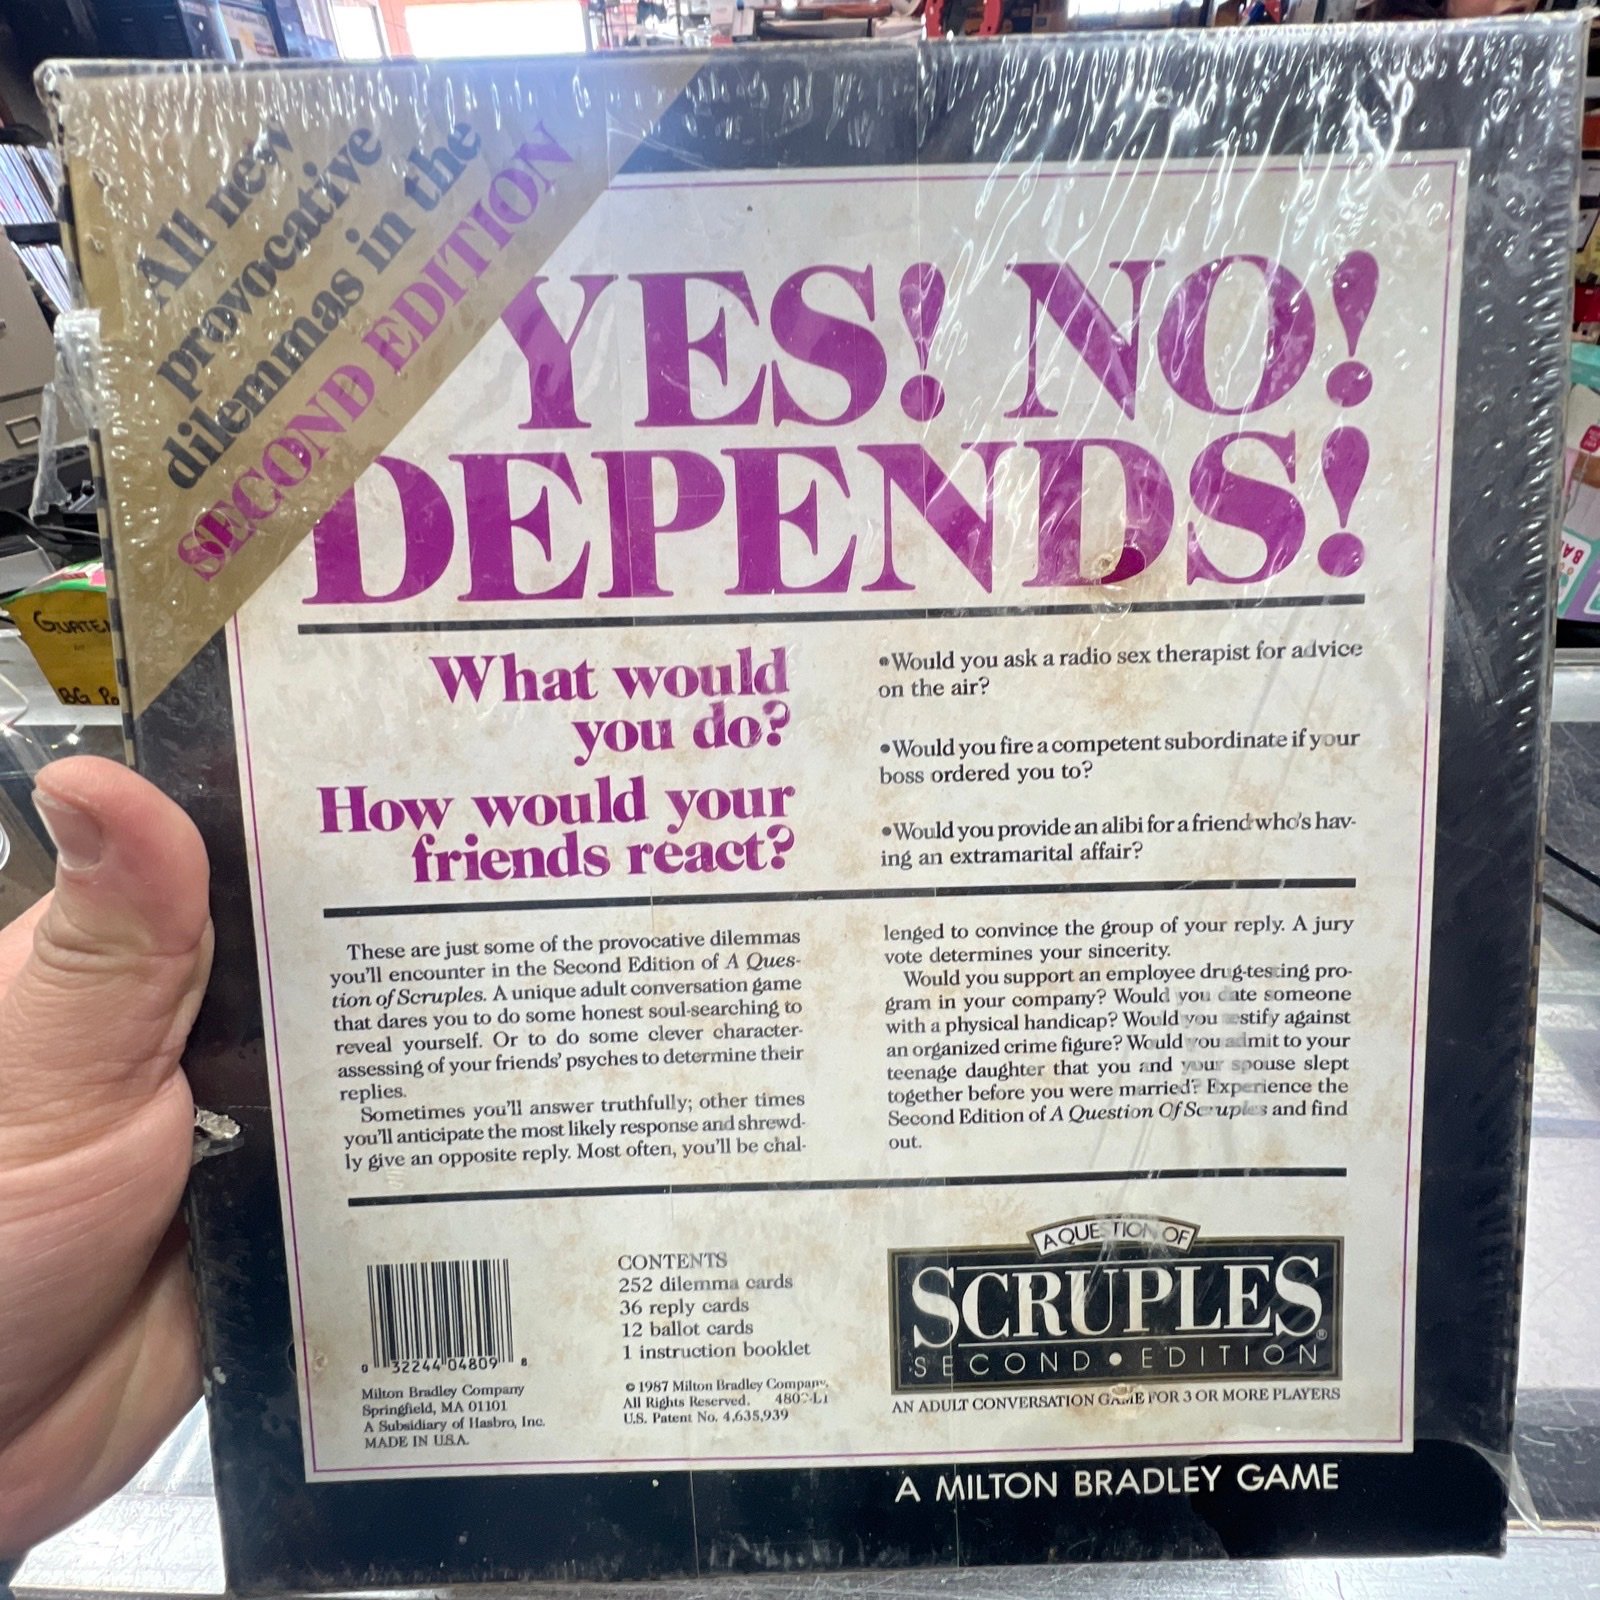 All new
provocative
dilemmas in the
SECOND EDITION
YES! NO!
DEPENDS!
What would
you do?
How would your
friends react?
•Would you ask a radio sex therapist for advice
on the air?
•Would you fire a competent subordinate if your
boss ordered you to?
•Would you provide an alibi for a friend who's hav-
ing an extramarital affair?
These are just some of the provocative dilemmas
you'll encounter in the Second Edition of A Ques-
tion of Scruples. A unique adult conversation game
that dares you to do some honest soul-searching to
reveal yourself. Or to do some clever character-
assessing of your friends' psyches to determine their
replies.
Sometimes you'll answer truthfully; other times
you'll anticipate the most likely response and shrewd-
ly give an opposite reply. Most often, you'll be chal-
lenged to convince the group of your reply. A jury
vote determines your sincerity.
Would you support an employee drug-testing pro-
gram in your company? Would you date someone
with a physical handicap? Would you testify against
an organized crime figure? Would you admit to your
teenage daughter that you and your spouse slept
together before you were married? Experience the
Second Edition of A Question Of Scruples and find
out.
0 32244 04809 8
Milton Bradley Company
Springfield, MA 01101
A Subsidiary of Hasbro, Inc.
MADE IN U.S.A.
CONTENTS
252 dilemma cards
36 reply cards
12 ballot cards
1 instruction booklet
© 1987 Milton Bradley Company.
All Rights Reserved.
U.S. Patent No. 4,635,939
A QUESTION OF
SCRUPLES®
SECOND • EDITION
AN ADULT CONVERSATION GAME FOR 3 OR MORE PLAYERS
A MILTON BRADLEY GAME